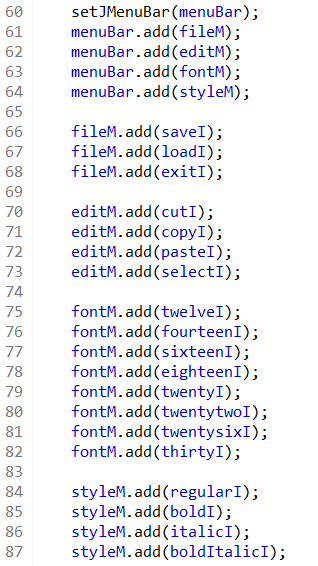 60 setJMenuBar(menuBar);
61 menuBar.add(fileM);
62 menuBar.add(editM);
63 menuBar.add(fontM);
64 menuBar.add(styleM);
65
66 fileM.add(saveI);
67 fileM.add(loadI);
68 fileM.add(exitI);
69
70 editM.add(cutI);
71 editM.add(copyI);
72 editM.add(pasteI);
73 editM.add(selectI);
74
75 fontM.add(twelveI);
76 fontM.add(fourteenI);
77 fontM.add(sixteenI);
78 fontM.add(eighteenI);
79 fontM.add(twentyI);
80 fontM.add(twentytwoI);
81 fontM.add(twentysixI);
82 fontM.add(thirtyI);
83
84 styleM.add(regularI);
85 styleM.add(boldI);
86 styleM.add(italicI);
87 styleM.add(boldItalicI);